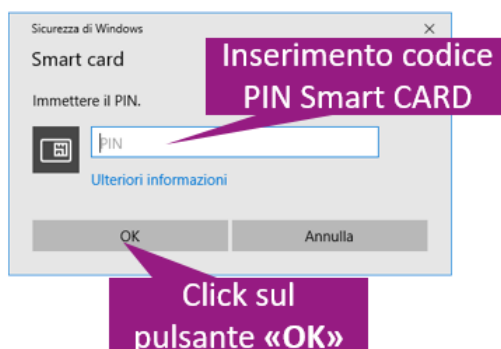 Sicurezza di Windows
Smart card
Inserimento codice
PIN Smart CARD
Immettere il PIN.
PIN
Ulteriori informazioni
OK
Annulla
Click sul
pulsante «OK»